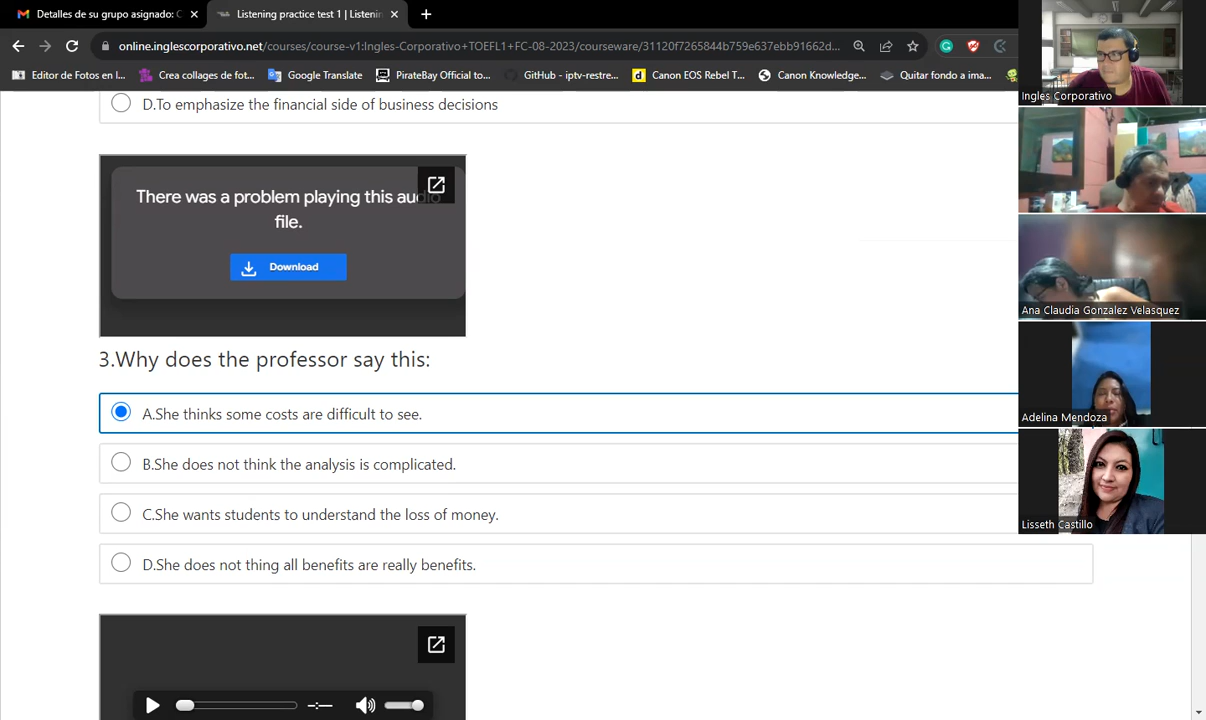 Detalles de su grupo asignado: C
Listening practice test 1 | Listenin
online.inglescorporativo.net/courses/course-v1:Ingles-Corporativo+TOEFL1+FC-08-2023/courseware/31120f7265844b759e637ebb91662d...
Editor de Fotos en l...
Crea collages de fot...
Google Translate
PirateBay Official to...
GitHub - iptv-restre...
Canon EOS Rebel T...
Canon Knowledge...
Quitar fondo a ima...
Ingles Corporativo
D.To emphasize the financial side of business decisions
There was a problem playing this audio
file.
Download
Ana Claudia Gonzalez Velasquez
3.Why does the professor say this:
A.She thinks some costs are difficult to see.
Adelina Mendoza
B.She does not think the analysis is complicated.
C.She wants students to understand the loss of money.
Lisseth Castillo
D.She does not thing all benefits are really benefits.
-:--